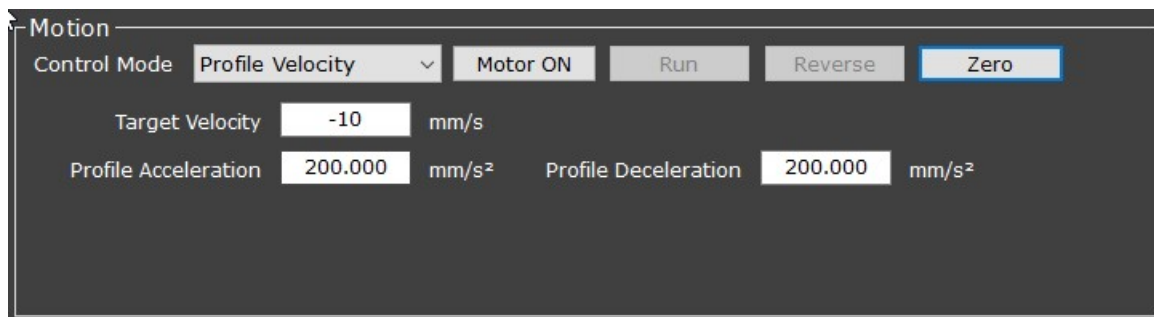 Motion
Control Mode Profile Velocity Motor ON Run Reverse Zero
Target Velocity -10 mm/s
Profile Acceleration 200.000 mm/s² Profile Deceleration 200.000 mm/s²